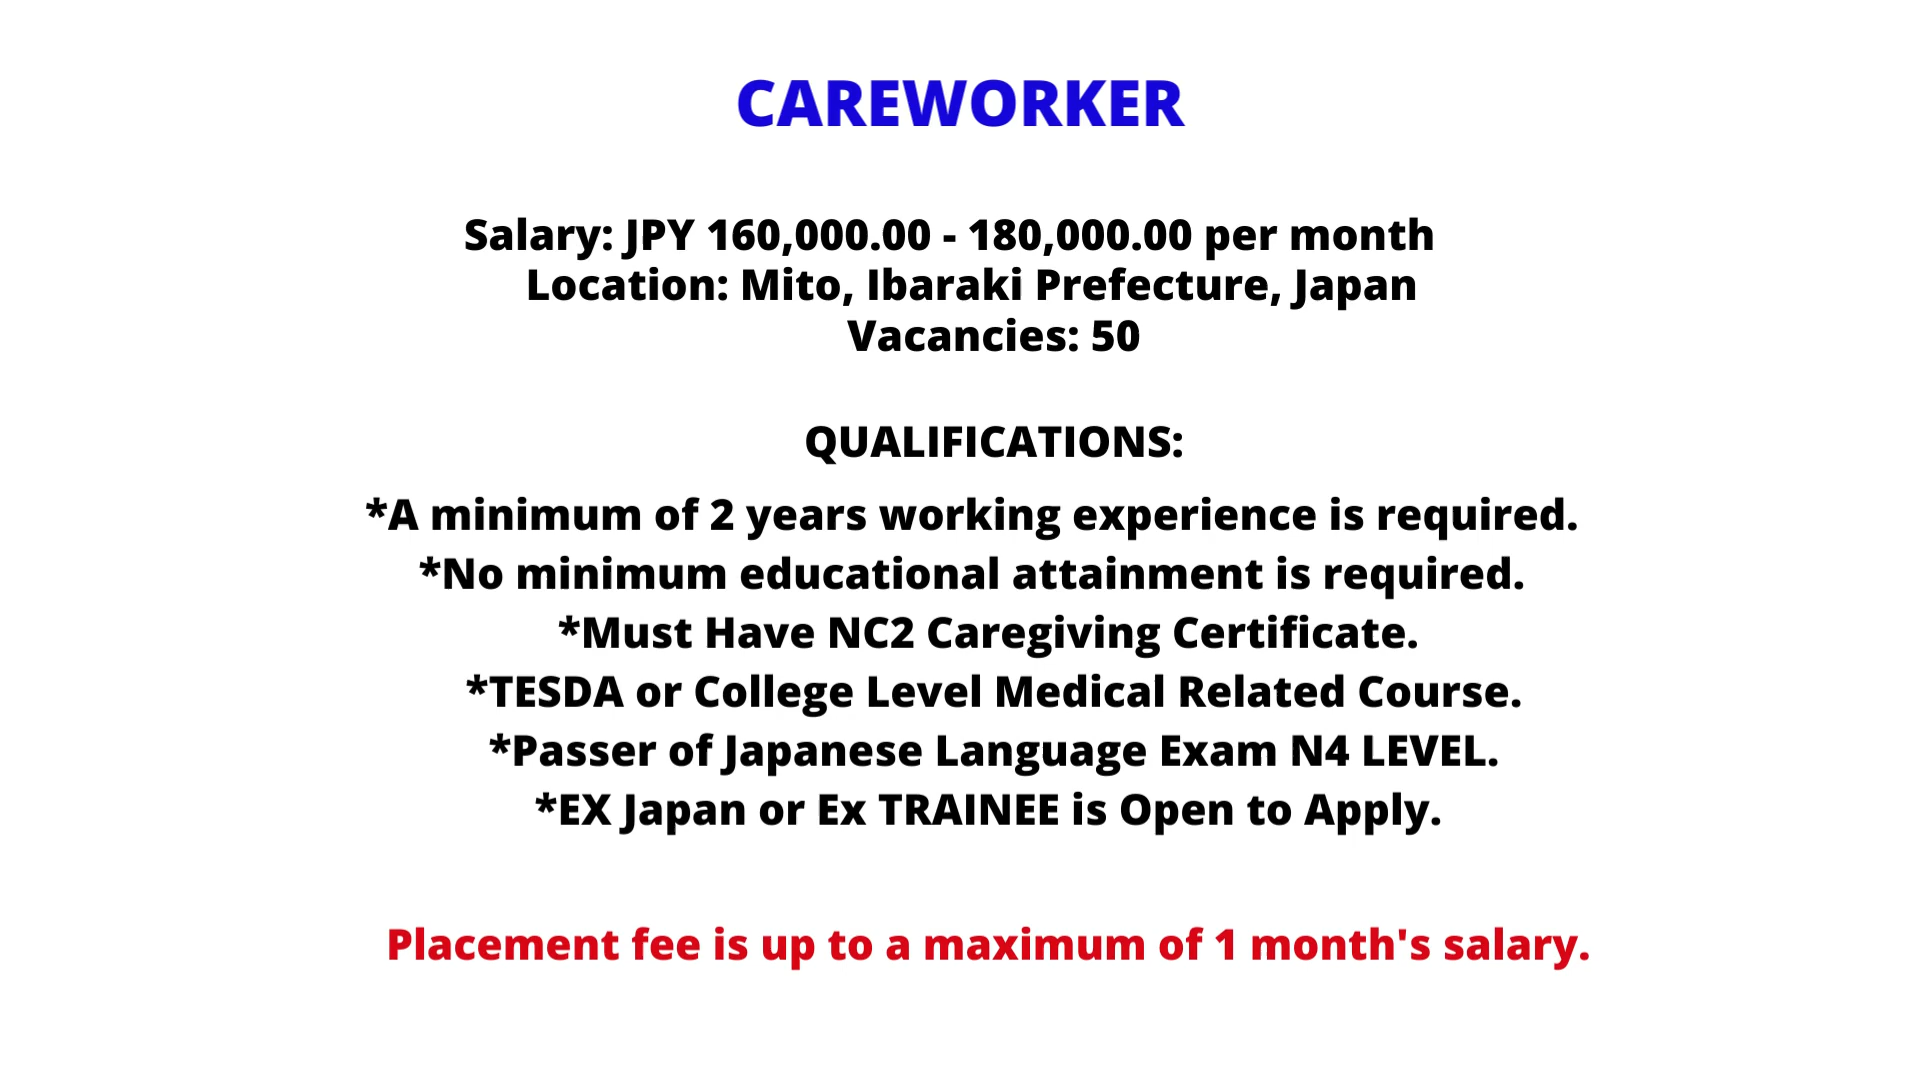 CAREWORKER
Salary: JPY 160,000.00 - 180,000.00 per month
Location: Mito, Ibaraki Prefecture, Japan
Vacancies: 50
QUALIFICATIONS:
*A minimum of 2 years working experience is required.
*No minimum educational attainment is required.
*Must Have NC2 Caregiving Certificate.
*TESDA or College Level Medical Related Course.
*Passer of Japanese Language Exam N4 LEVEL.
*EX Japan or Ex TRAINEE is Open to Apply.
Placement fee is up to a maximum of 1 month's salary.